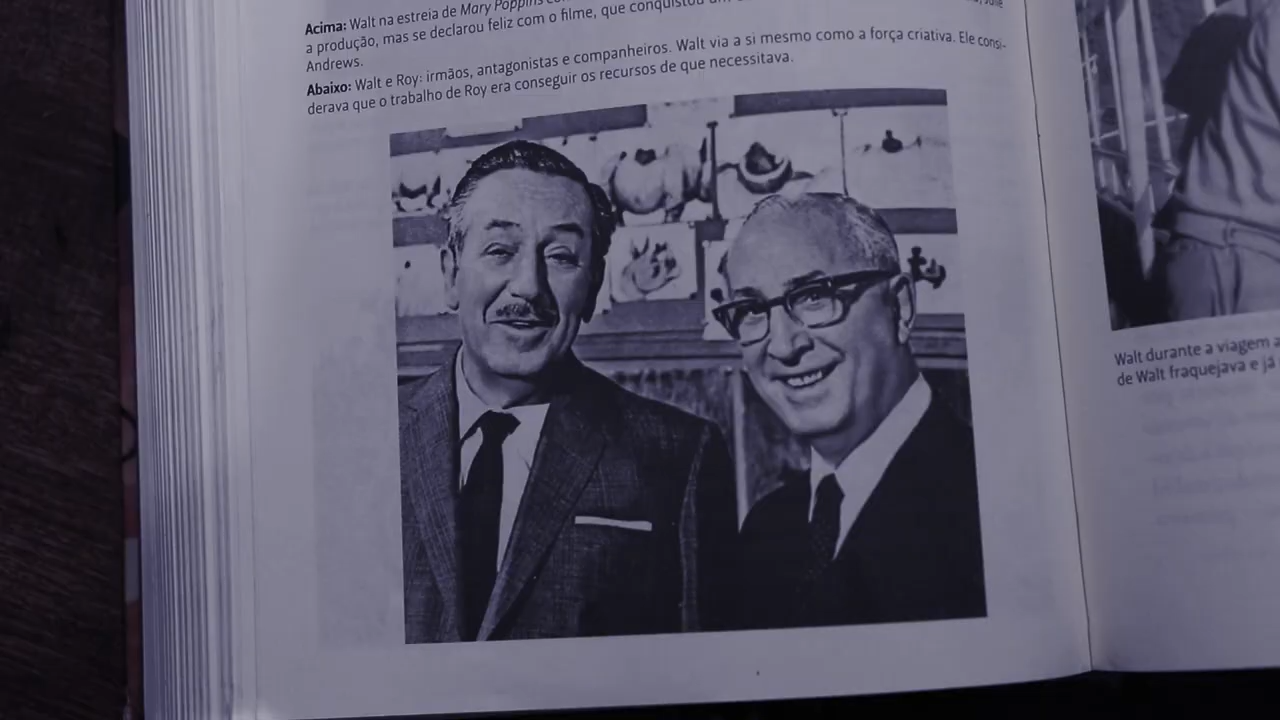 Acima: Walt na estreia de Mary Poppins
a produção, mas se declarou feliz com o filme, que conquistou
Andrews.
Abaixo: Walt e Roy: irmãos, antagonistas e companheiros. Walt via a si mesmo como a força criativa. Ele consi-
derava que o trabalho de Roy era conseguir os recursos de que necessitava.
Walt durante a viagem a
de Walt fraquejava e já